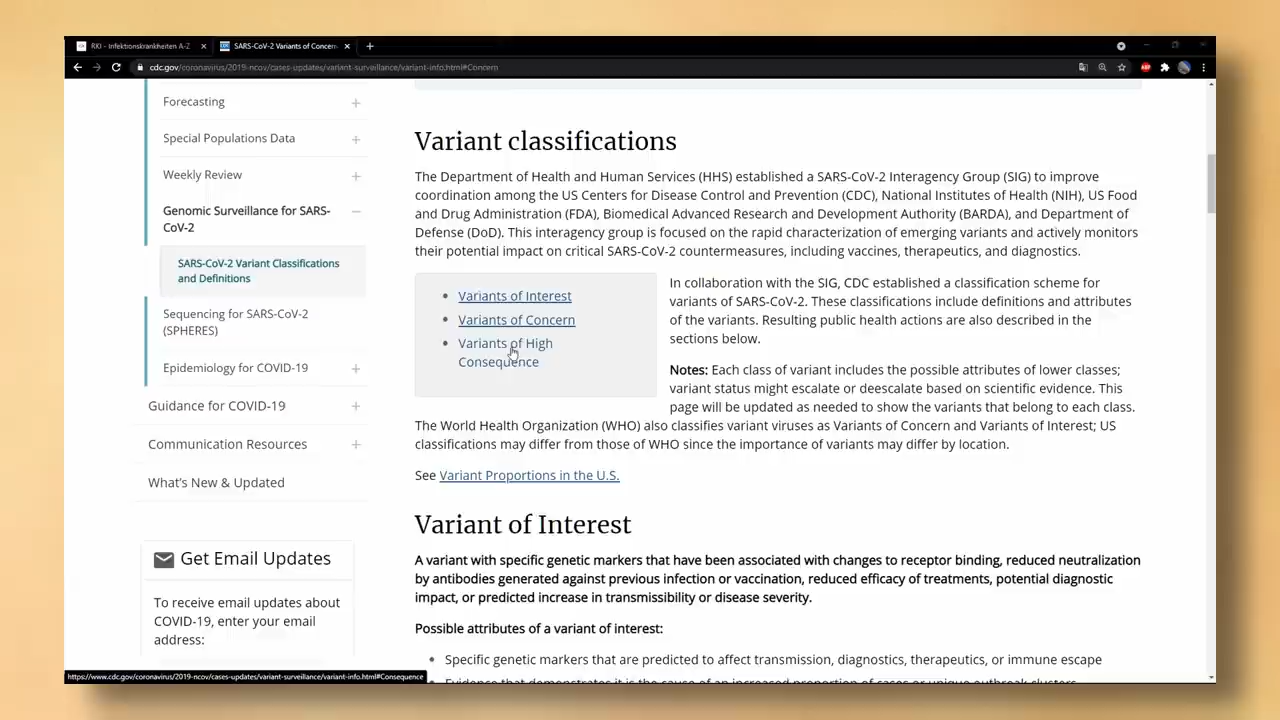 RKI - Infektionskrankheiten A-Z
SARS-CoV-2 Variants of Concern
cdc.gov/coronavirus/2019-ncov/cases-updates/variant-surveillance/variant-info.html#Concern
Forecasting
Special Populations Data
Weekly Review
Genomic Surveillance for SARS-
CoV-2
SARS-CoV-2 Variant Classifications
and Definitions
Sequencing for SARS-CoV-2
(SPHERES)
Epidemiology for COVID-19
Guidance for COVID-19
Communication Resources
What's New & Updated
Get Email Updates
To receive email updates about
COVID-19, enter your email
address:
Variant classifications
The Department of Health and Human Services (HHS) established a SARS-CoV-2 Interagency Group (SIG) to improve
coordination among the US Centers for Disease Control and Prevention (CDC), National Institutes of Health (NIH), US Food
and Drug Administration (FDA), Biomedical Advanced Research and Development Authority (BARDA), and Department of
Defense (DoD). This interagency group is focused on the rapid characterization of emerging variants and actively monitors
their potential impact on critical SARS-CoV-2 countermeasures, including vaccines, therapeutics, and diagnostics.
Variants of Interest
Variants of Concern
Variants of High
Consequence
In collaboration with the SIG, CDC established a classification scheme for
variants of SARS-CoV-2. These classifications include definitions and attributes
of the variants. Resulting public health actions are also described in the
sections below.
Notes: Each class of variant includes the possible attributes of lower classes;
variant status might escalate or deescalate based on scientific evidence. This
page will be updated as needed to show the variants that belong to each class.
The World Health Organization (WHO) also classifies variant viruses as Variants of Concern and Variants of Interest; US
classifications may differ from those of WHO since the importance of variants may differ by location.
See Variant Proportions in the U.S.
Variant of Interest
A variant with specific genetic markers that have been associated with changes to receptor binding, reduced neutralization
by antibodies generated against previous infection or vaccination, reduced efficacy of treatments, potential diagnostic
impact, or predicted increase in transmissibility or disease severity.
Possible attributes of a variant of interest:
Specific genetic markers that are predicted to affect transmission, diagnostics, therapeutics, or immune escape
Evidence that demonstrates it is the cause of an increased proportion of cases or unique outbreak clusters
https://www.cdc.gov/coronavirus/2019-ncov/cases-updates/variant-surveillance/variant-info.html#Consequence